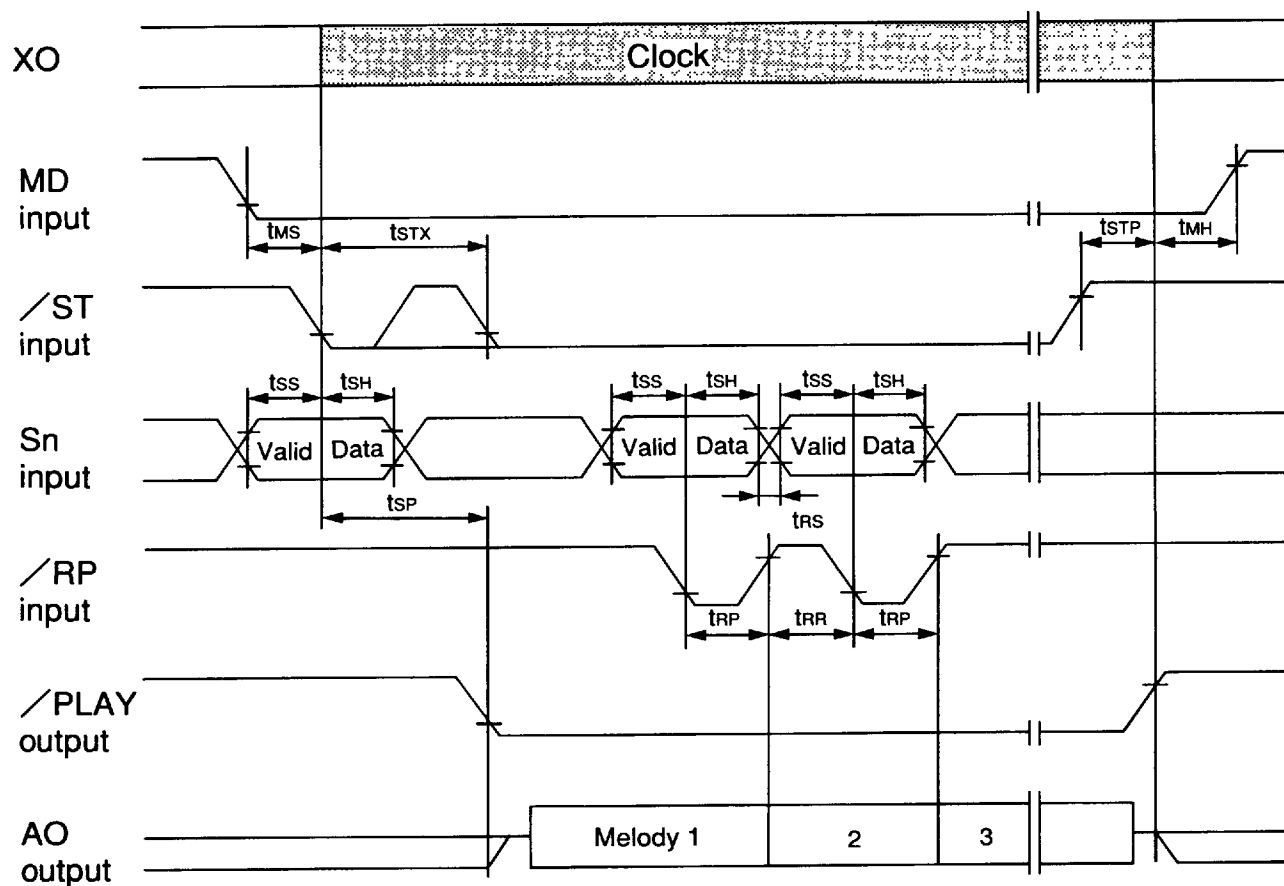 XO
Clock
MD
input
tMS
tSTX
tSTP
tMH
/ST
input
tSS
tSH
tSS
tSH
tSS
tSH
Sn
input
Valid
Data
Valid
Data
Valid
Data
tSP
tRS
/RP
input
tRP
tRR
tRP
/PLAY
output
AO
output
Melody 1
2
3